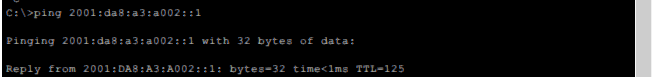 C:\>ping 2001:da8:a3:a002::1
Pinging 2001:da8:a3:a002::1 with 32 bytes of data:
Reply from 2001:DA8:A3:A002::1: bytes=32 time<1ms TTL=125